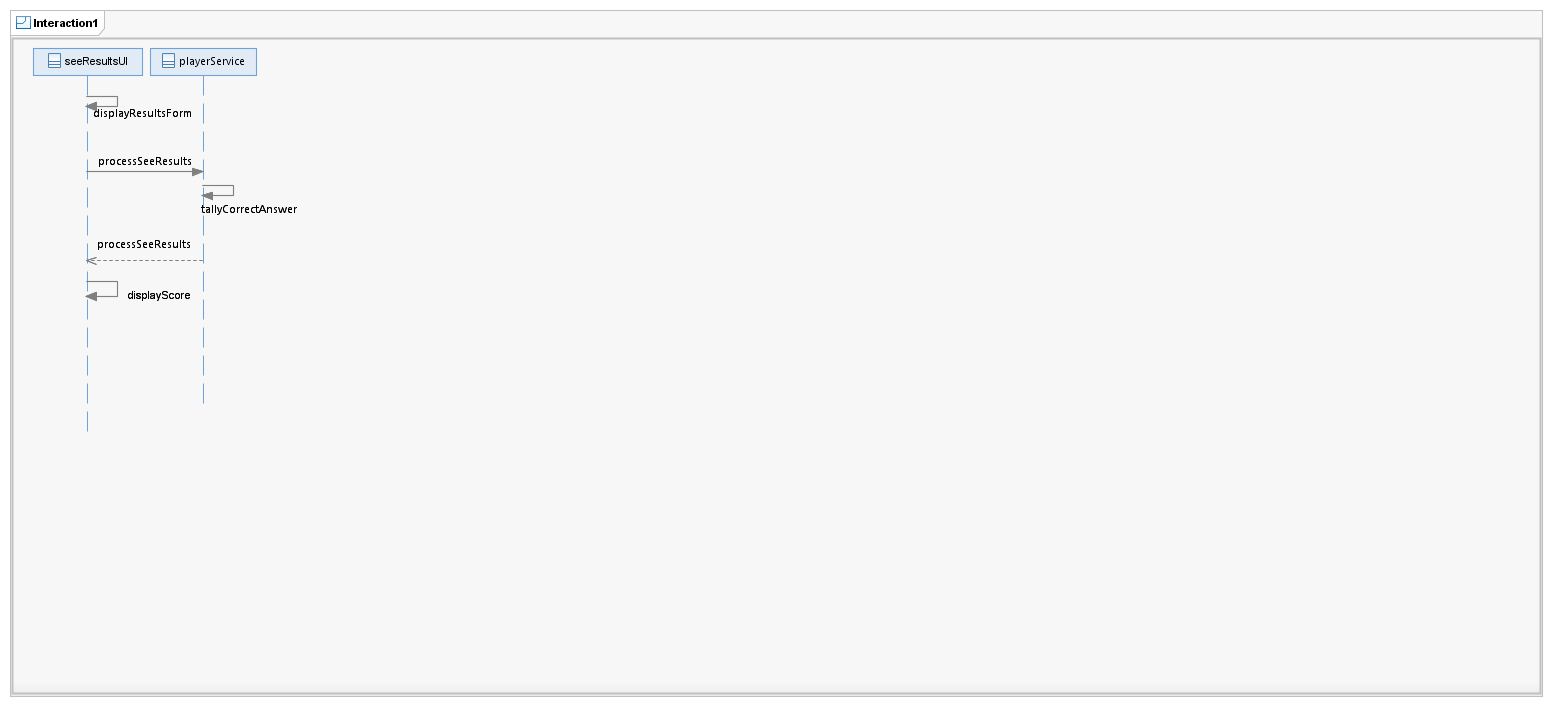 Interaction1
seeResultsUI
playerService
displayResultsForm
processSeeResults
tallyCorrectAnswer
processSeeResults
displayScore